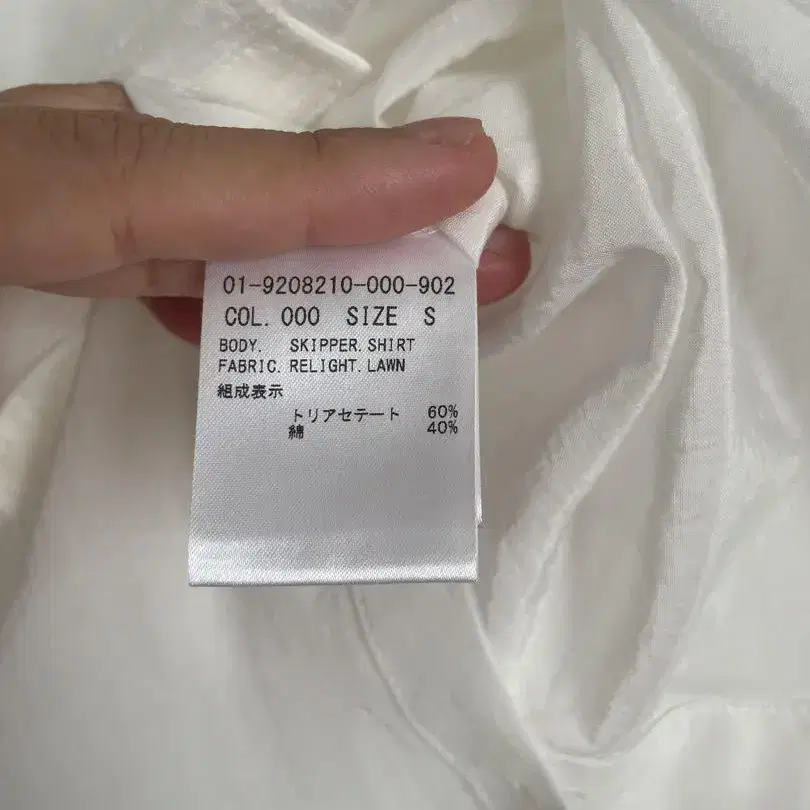 01-9208210-000-902
COL. 000 SIZE S
BODY. SKIPPER. SHIRT
FABRIC. RELIGHT. LAWN
組成表示
トリアセテート 60%
綿 40%